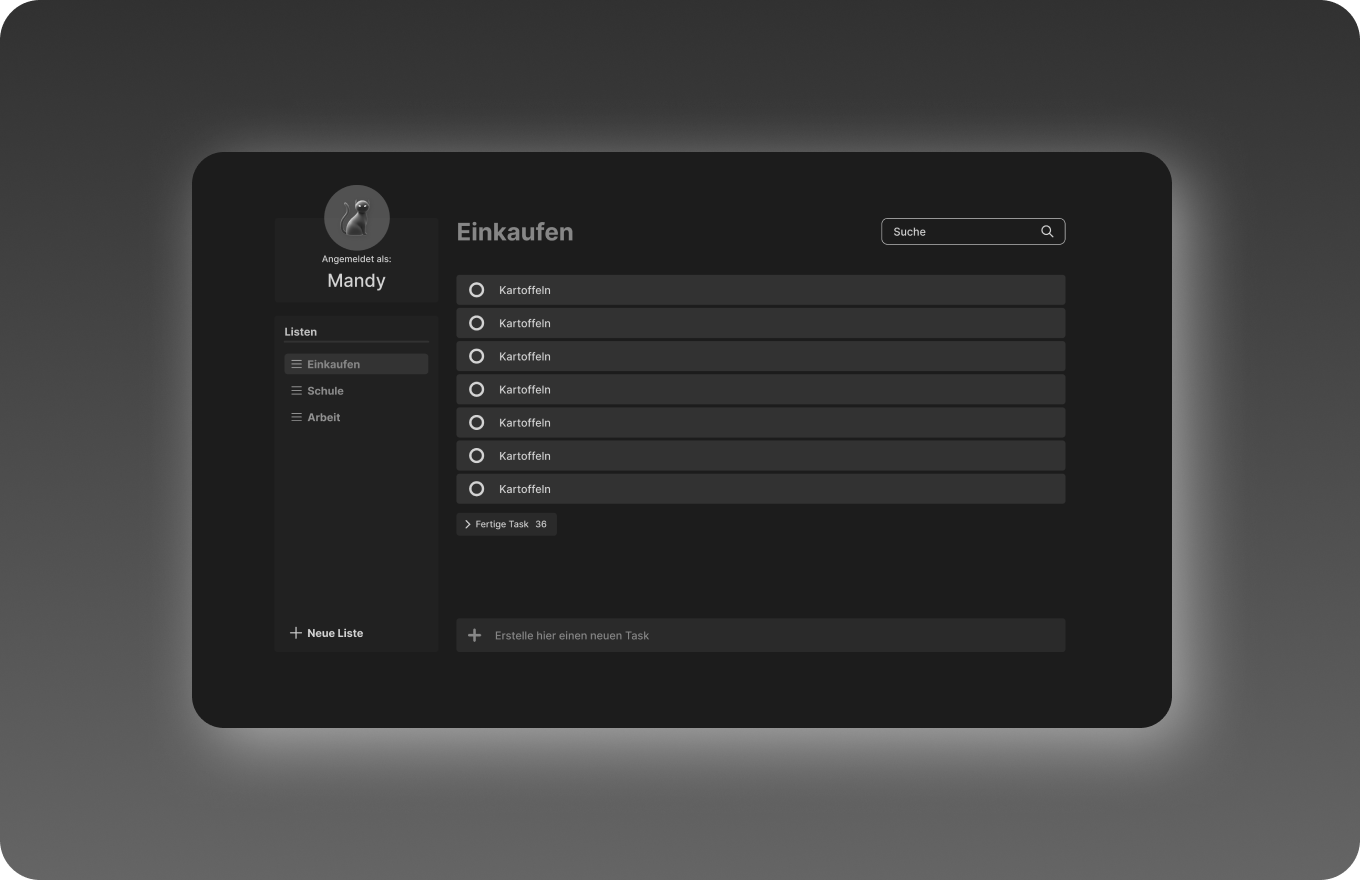 Angemeldet als:
Mandy
Listen
Einkaufen
Schule
Arbeit
Neue Liste
Einkaufen
Suche
Kartoffeln
Kartoffeln
Kartoffeln
Kartoffeln
Kartoffeln
Kartoffeln
Kartoffeln
Fertige Task 36
Erstelle hier einen neuen Task